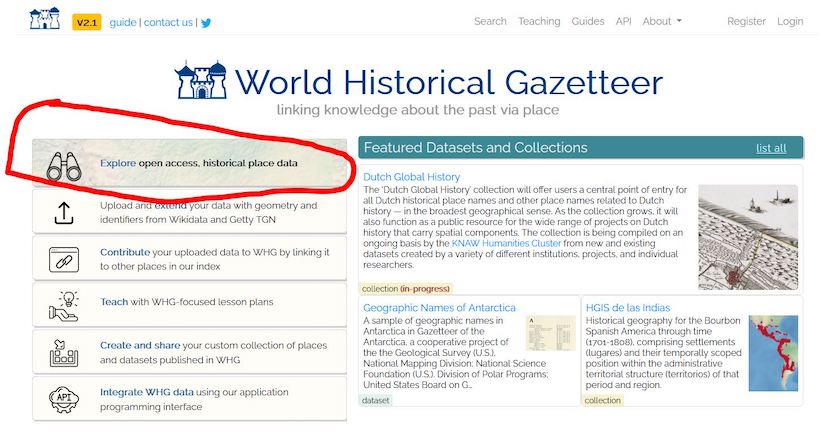 V2.1 guide | contact us |
Search Teaching Guides API About Register Login
World Historical Gazetteer
linking knowledge about the past via place
Explore open access, historical place data
Upload and extend your data with geometry and
identifiers from Wikidata and Getty TGN
Contribute your uploaded data to WHG by linking it
to other places in our index
Teach with WHG-focused lesson plans
Create and share your custom collection of places
and datasets published in WHG
API
Integrate WHG data using our application
programming interface
Featured Datasets and Collections list all
Dutch Global History
The 'Dutch Global History' collection will offer users a central point of entry for
all Dutch historical place names and other place names related to Dutch
history — in the broadest geographical sense. As the collection grows, it will
also function as a public resource for the wide range of projects on Dutch
history that carry spatial components. The collection is being compiled on an
ongoing basis by the KNAW Humanities Cluster from new and existing
datasets created by a variety of different institutions, projects, and individual
researchers.
collection (in-progress)
Geographic Names of Antarctica
A sample of geographic names in
Antarctica in Gazetteer of the
Antarctica, a cooperative project of
the the Geological Survey (U.S.),
National Mapping Division; National Science
Foundation (U.S.). Division of Polar Programs;
United States Board on G...
A
dataset
HGIS de las Indias
Historical geography for the Bourbon
Spanish America through time
(1701-1808), comprising settlements
(lugares) and their temporally scoped
position within the administrative
territorial structure (territorios) of that
period and region.
collection